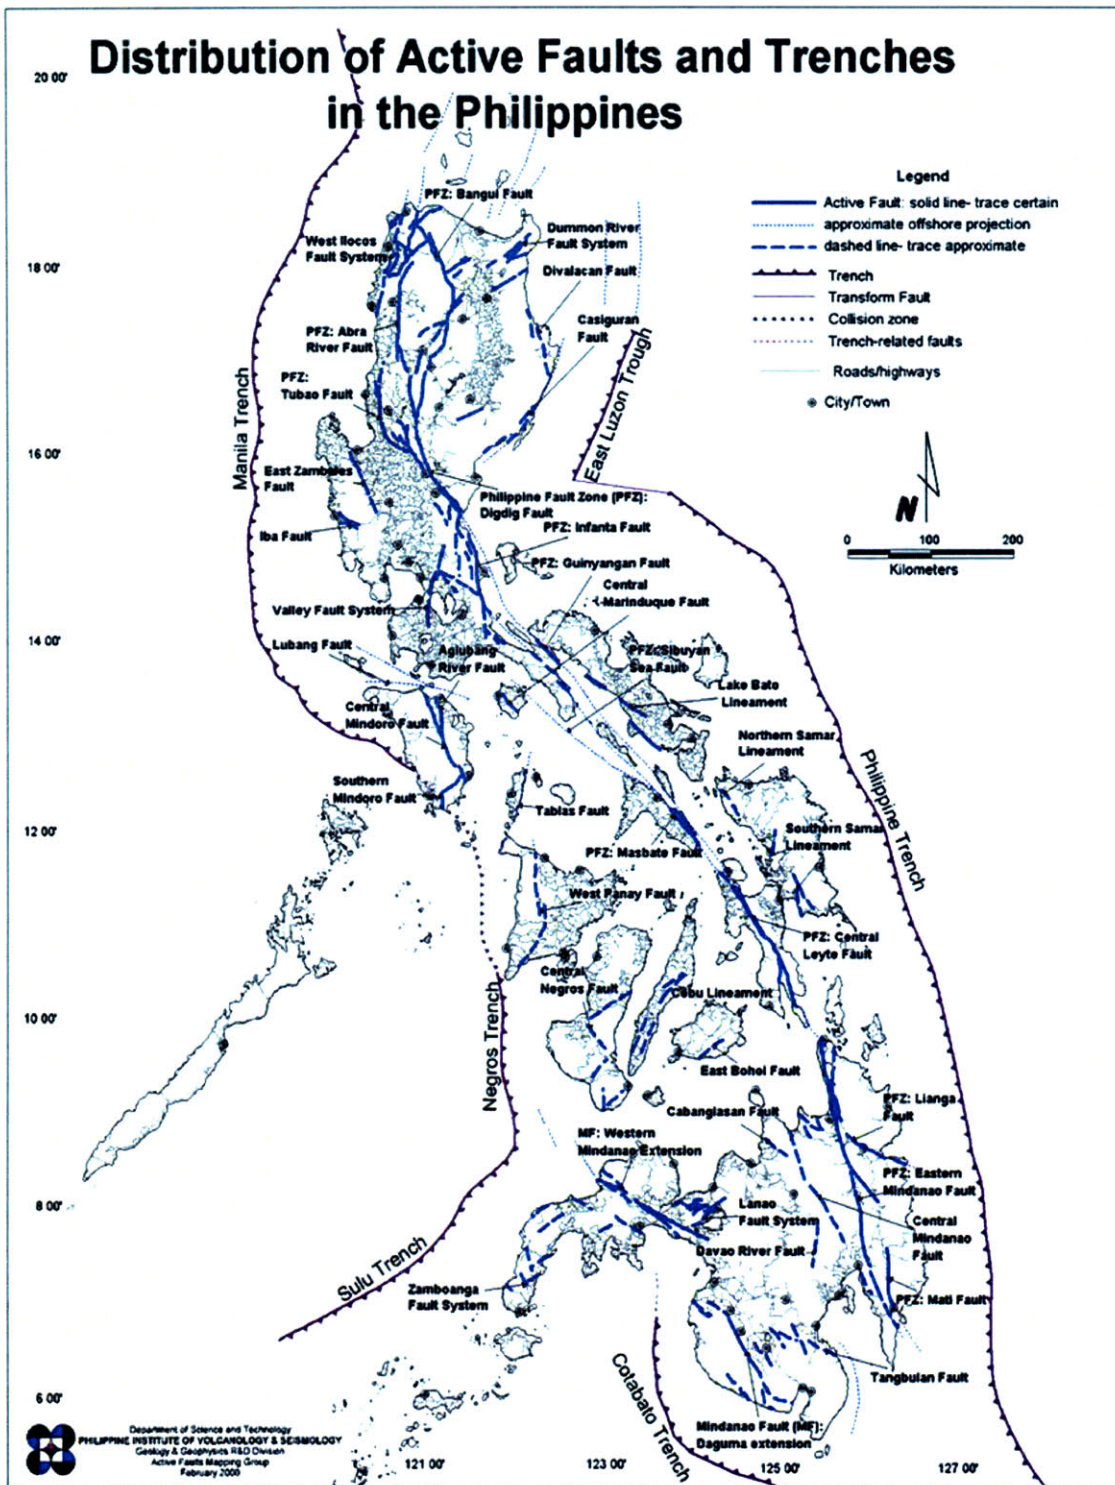 Distribution of Active Faults and Trenches
in the Philippines
20 00'
18 00'
16 00'
14 00'
12 00'
10 00'
8 00'
6 00'
121 00'
123 00'
125 00'
127 00'
Legend
Active Fault: solid line- trace certain
approximate offshore projection
dashed line- trace approximate
Trench
Transform Fault
Collision zone
Trench-related faults
Roads/highways
City/Town
N
0 100 200
Kilometers
PFZ: Bangui Fault
West Ilocos
Fault System
Dummon River
Fault System
Divalacan Fault
Casiguran
Fault
PFZ: Abra
River Fault
PFZ:
Tubao Fault
Manila Trench
East Luzon Trough
East Zambales
Fault
Iba Fault
Philippine Fault Zone (PFZ):
Digdig Fault
PFZ: Infanta Fault
PFZ: Guinyangan Fault
Central
Marinduque Fault
Valley Fault System
Lubang Fault
Aglubang
River Fault
PFZ: Sibuyan
Sea Fault
Lake Bato
Lineament
Central
Mindoro Fault
Northern Samar
Lineament
Southern
Mindoro Fault
Tablas Fault
Philippine Trench
Southern Samar
Lineament
PFZ: Masbate Fault
West Panay Fault
PFZ: Central
Leyte Fault
Central
Negros Fault
Cebu Lineament
Negros Trench
East Bohol Fault
Cabanglasan Fault
PFZ: Lianga
Fault
MF: Western
Mindanao Extension
PFZ: Eastern
Mindanao Fault
Lanao
Fault System
Central
Mindanao
Fault
Davao River Fault
Sulu Trench
Zamboanga
Fault System
PFZ: Mati Fault
Tangbulan Fault
Cotabato Trench
Mindanao Fault (MF):
Daguma extension
Department of Science and Technology
PHILIPPINE INSTITUTE OF VOLCANOLOGY & SEISMOLOGY
Geology & Geophysics R&D Division
Active Faults Mapping Group
February 2000